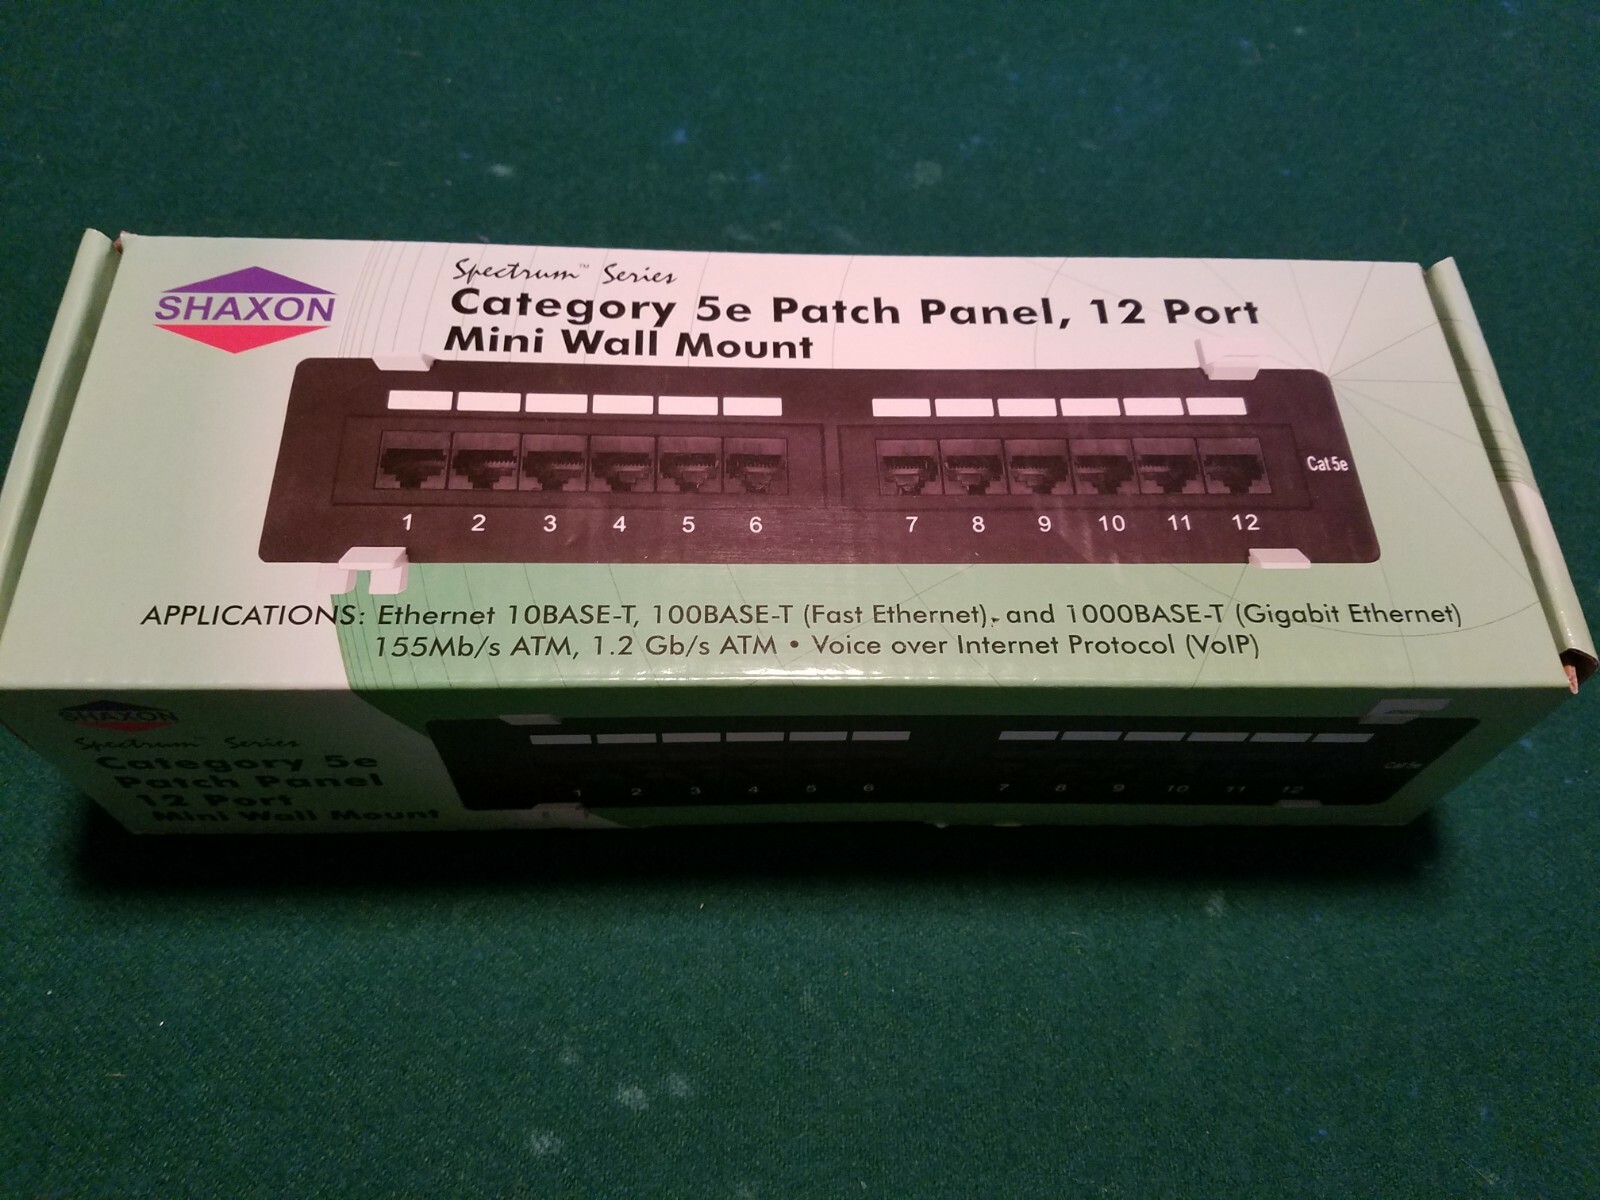 SHAXON
Spectrum™ Series
Category 5e Patch Panel, 12 Port
Mini Wall Mount
Cat5e
1 2 3 4 5 6 7 8 9 10 11 12
APPLICATIONS: Ethernet 10BASE-T, 100BASE-T (Fast Ethernet), and 1000BASE-T (Gigabit Ethernet)
155Mb/s ATM, 1.2 Gb/s ATM • Voice over Internet Protocol (VoIP)
SHAXON
Spectrum™ Series
Category 5e
Patch Panel
12 Port
Mini Wall Mount
Cat5e
1 2 3 4 5 6 7 8 9 10 11 12